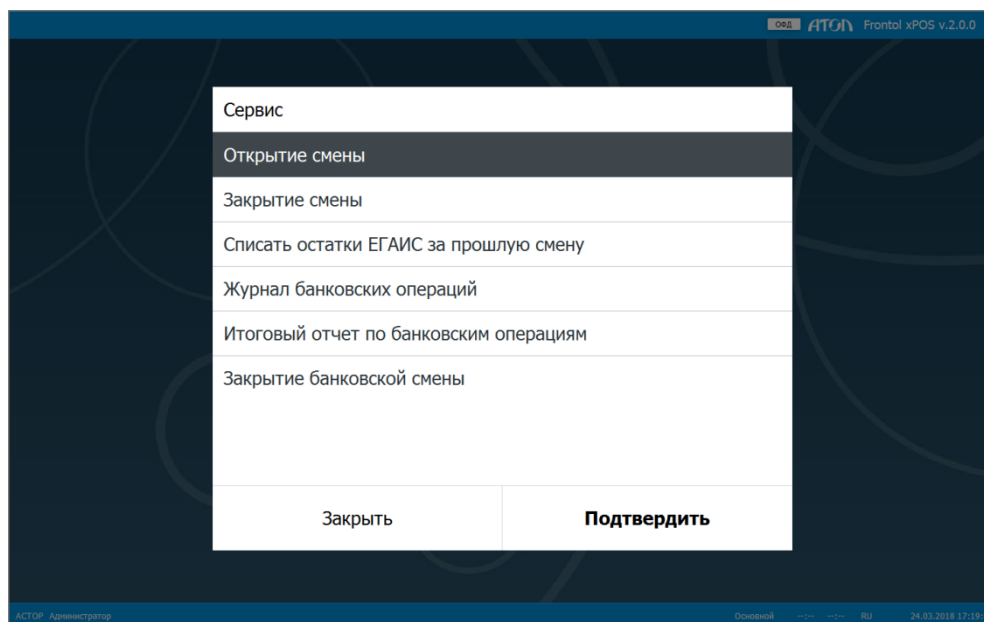 ОФД АТОЛ Frontol xPOS v.2.0.0
Сервис
Открытие смены
Закрытие смены
Списать остатки ЕГАИС за прошлую смену
Журнал банковских операций
Итоговый отчет по банковским операциям
Закрытие банковской смены
Закрыть Подтвердить
АСТОР Администратор Основной --:-- --:-- RU 24.03.2018 17:19: